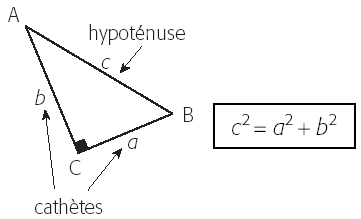 A
hypoténuse
c
b
B
a
C
cathètes
c² = a² + b²